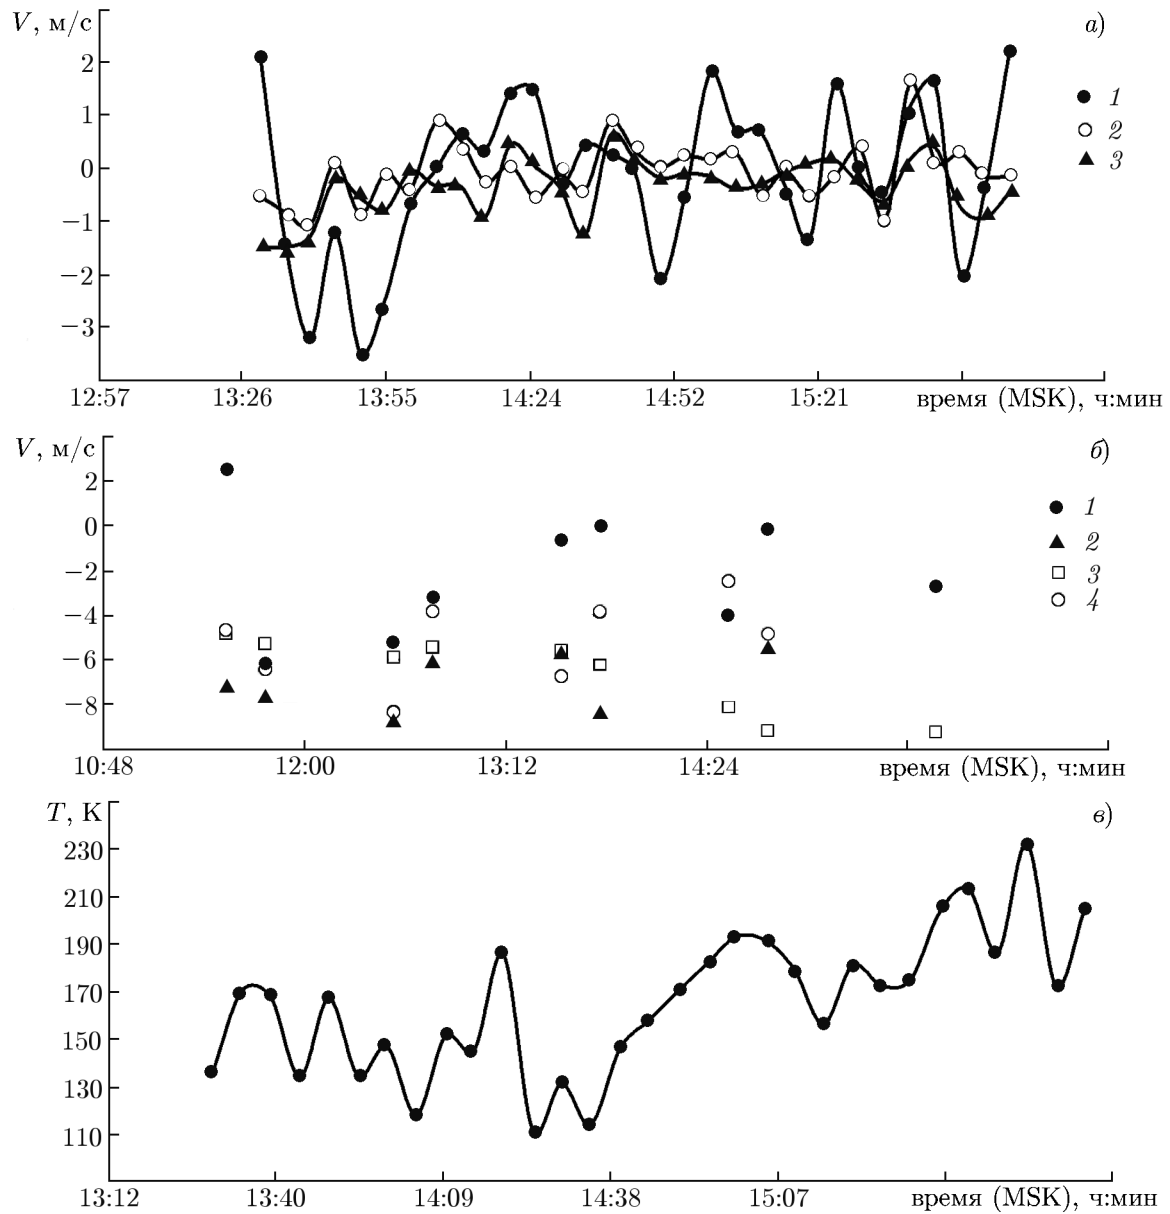 V, м/с
а)
2
1
0
−1
−2
−3
1
2
3
12:57 13:26 13:55 14:24 14:52 15:21 время (MSK), ч:мин
V, м/с
б)
2
0
−2
−4
−6
−8
1
2
3
4
10:48 12:00 13:12 14:24 время (MSK), ч:мин
T, К
в)
230
210
190
170
150
130
110
13:12 13:40 14:09 14:38 15:07 время (MSK), ч:мин